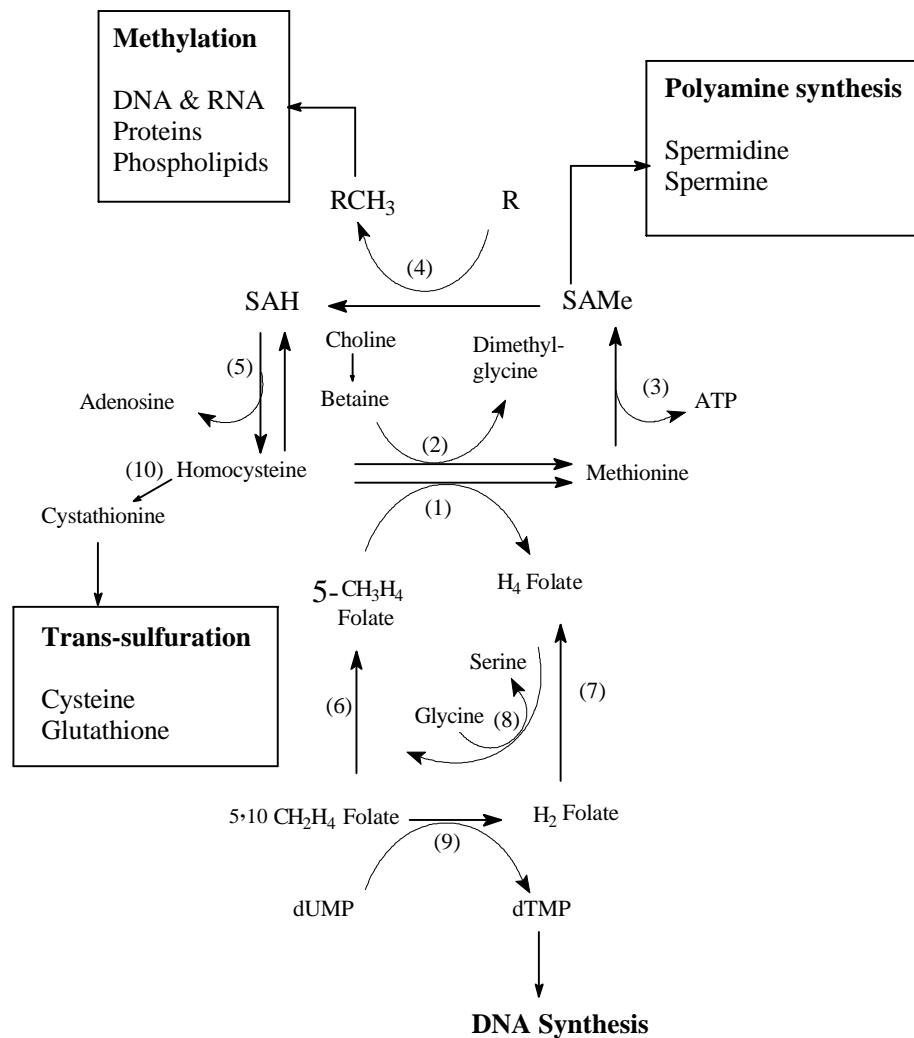 Methylation
DNA & RNA
Proteins
Phospholipids
Polyamine synthesis
Spermidine
Spermine
RCH₃
R
(4)
SAH
SAMe
Choline
Dimethyl-
glycine
(5)
(3)
Adenosine
Betaine
ATP
(2)
(10)
Homocysteine
Methionine
(1)
Cystathionine
5-CH₃H₄
Folate
H₄ Folate
Trans-sulfuration
Cysteine
Glutathione
Serine
(6)
Glycine
(8)
(7)
5,10 CH₂H₄ Folate
H₂ Folate
(9)
dUMP
dTMP
DNA Synthesis